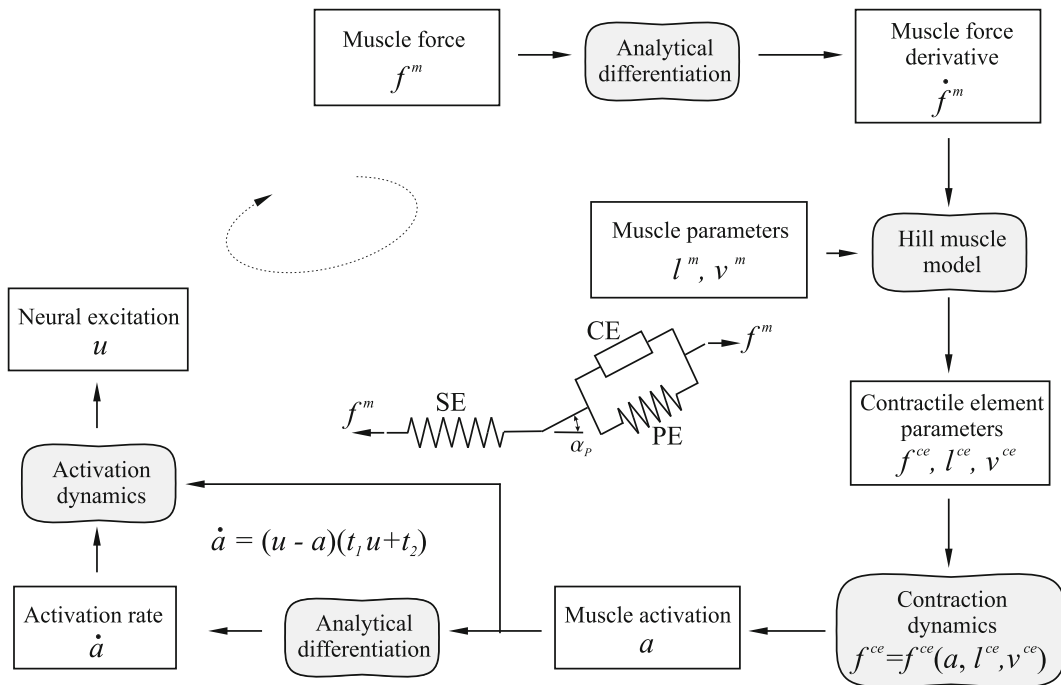 Muscle force
f^m
Analytical
differentiation
Muscle force
derivative
ḟ^m
Muscle parameters
l^m, v^m
Hill muscle
model
Neural excitation
u
CE
f^m
SE
f^m
PE
α_P
Contractile element
parameters
f^ce, l^ce, v^ce
Activation
dynamics
ȧ = (u - a)(t_1u+t_2)
Activation rate
ȧ
Analytical
differentiation
Muscle activation
a
Contraction
dynamics
f^ce=f^ce(a, l^ce,v^ce)